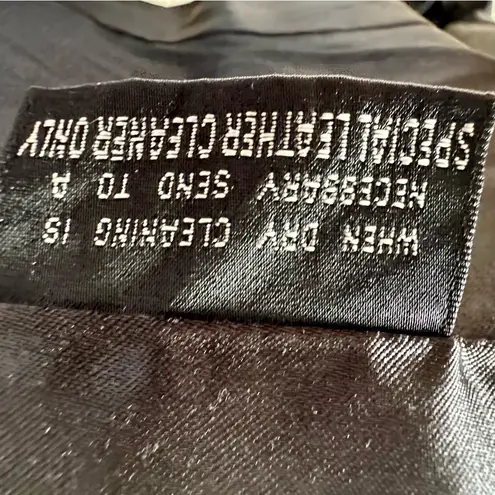 WHEN DRY CLEANING IS
NECESSARY SEND TO A
SPECIAL LEATHER CLEANER ONLY